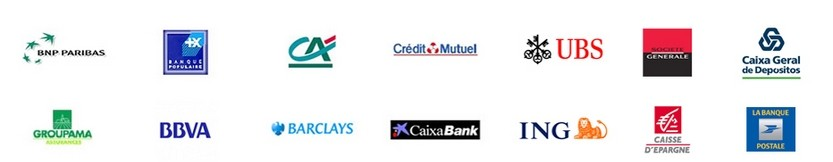 BNP PARIBAS
BANQUE
POPULAIRE
CA
Crédit Mutuel
UBS
SOCIETE
GENERALE
Caixa Geral
de Depositos
GROUPAMA
ASSURANCES
BBVA
BARCLAYS
CaixaBank
ING
CAISSE
D'EPARGNE
LA BANQUE
POSTALE